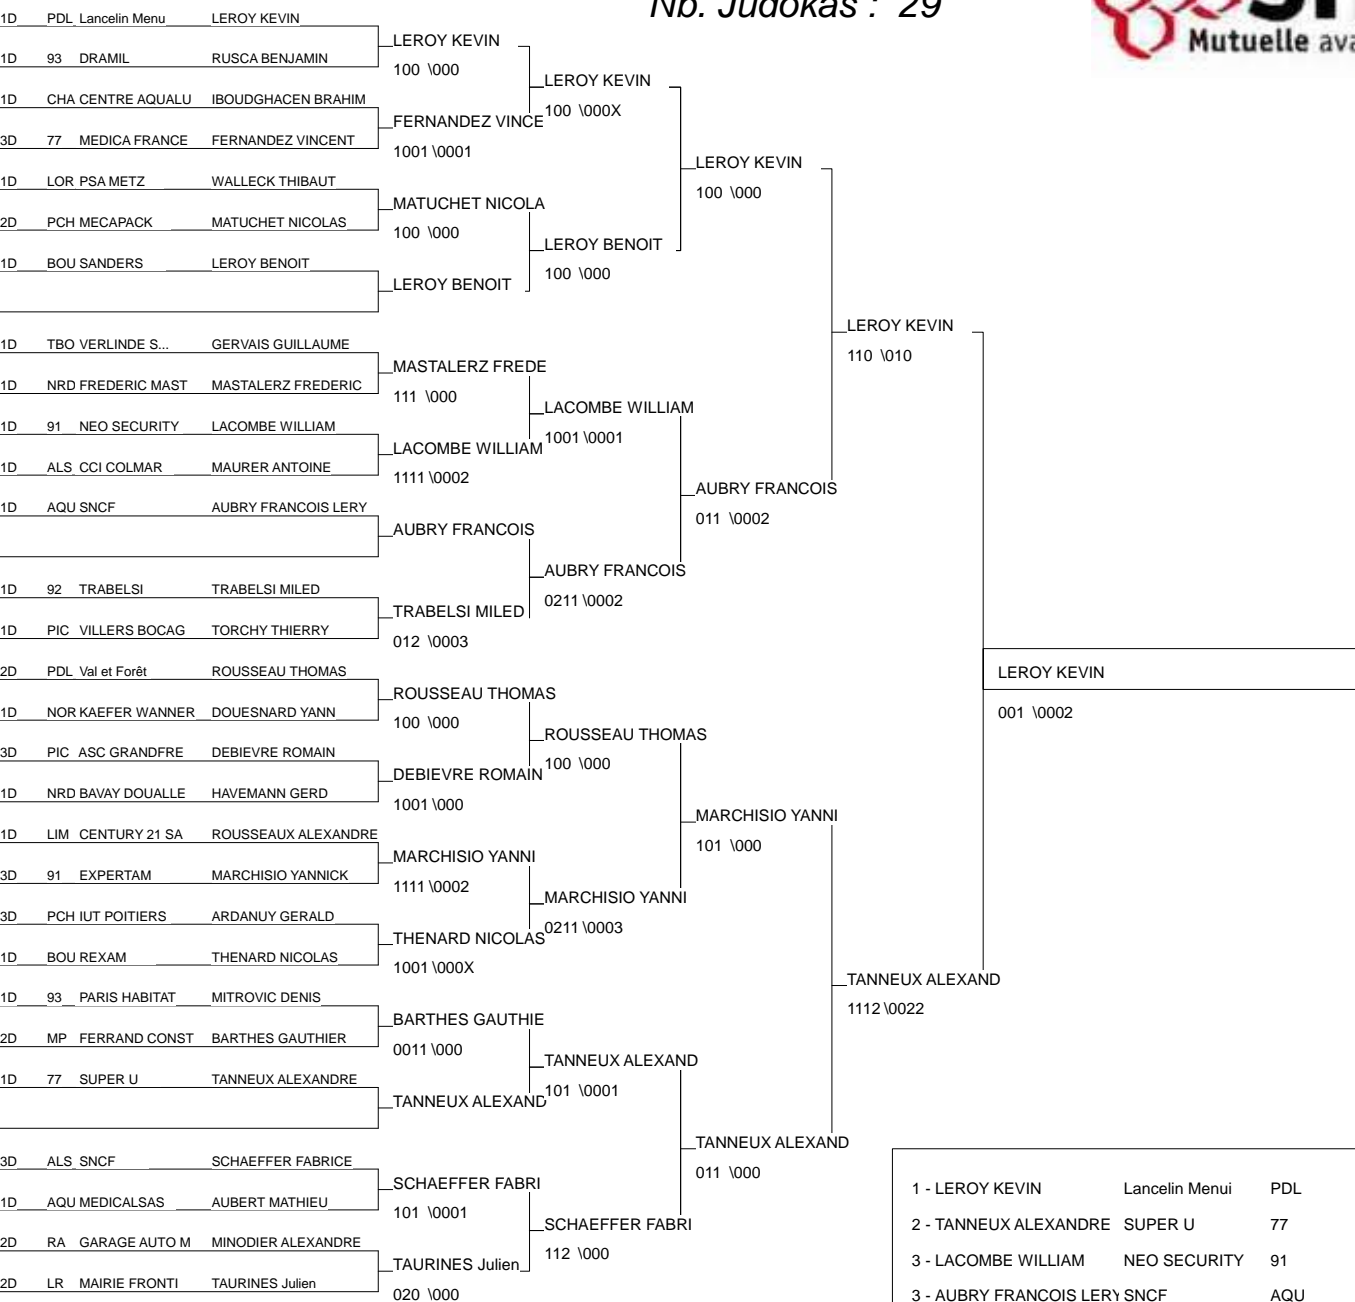 Nb. Judokas : 29
Mutuelle ava
1D PDL Lancelin Menu LEROY KEVIN
1D 93 DRAMIL RUSCA BENJAMIN
1D CHA CENTRE AQUALU IBOUDGHACEN BRAHIM
3D 77 MEDICA FRANCE FERNANDEZ VINCENT
1D LOR PSA METZ WALLECK THIBAUT
2D PCH MECAPACK MATUCHET NICOLAS
1D BOU SANDERS LEROY BENOIT
1D TBO VERLINDE S... GERVAIS GUILLAUME
1D NRD FREDERIC MAST MASTALERZ FREDERIC
1D 91 NEO SECURITY LACOMBE WILLIAM
1D ALS CCI COLMAR MAURER ANTOINE
1D AQU SNCF AUBRY FRANCOIS LERY
1D 92 TRABELSI TRABELSI MILED
1D PIC VILLERS BOCAG TORCHY THIERRY
2D PDL Val et Forêt ROUSSEAU THOMAS
1D NOR KAEFER WANNER DOUESNARD YANN
3D PIC ASC GRANDFRE DEBIEVRE ROMAIN
1D NRD BAVAY DOUALLE HAVEMANN GERD
1D LIM CENTURY 21 SA ROUSSEAUX ALEXANDRE
3D 91 EXPERTAM MARCHISIO YANNICK
3D PCH IUT POITIERS ARDANUY GERALD
1D BOU REXAM THENARD NICOLAS
1D 93 PARIS HABITAT MITROVIC DENIS
2D MP FERRAND CONST BARTHES GAUTHIER
1D 77 SUPER U TANNEUX ALEXANDRE
3D ALS SNCF SCHAEFFER FABRICE
1D AQU MEDICALSAS AUBERT MATHIEU
2D RA GARAGE AUTO M MINODIER ALEXANDRE
2D LR MAIRIE FRONTI TAURINES Julien
LEROY KEVIN
100 \000
FERNANDEZ VINCE
1001 \0001
MATUCHET NICOLA
100 \000
LEROY BENOIT
MASTALERZ FREDE
111 \000
LACOMBE WILLIAM
1111 \0002
AUBRY FRANCOIS
TRABELSI MILED
012 \0003
ROUSSEAU THOMAS
100 \000
DEBIEVRE ROMAIN
1001 \000
MARCHISIO YANNI
1111 \0002
THENARD NICOLAS
1001 \000X
BARTHES GAUTHIE
0011 \000
TANNEUX ALEXAND
SCHAEFFER FABRI
101 \0001
TAURINES Julien
020 \000
LEROY KEVIN
100 \000X
LEROY BENOIT
100 \000
LACOMBE WILLIAM
1001 \0001
AUBRY FRANCOIS
0211 \0002
ROUSSEAU THOMAS
100 \000
MARCHISIO YANNI
0211 \0003
TANNEUX ALEXAND
101 \0001
SCHAEFFER FABRI
112 \000
LEROY KEVIN
100 \000
AUBRY FRANCOIS
011 \0002
MARCHISIO YANNI
101 \000
TANNEUX ALEXAND
011 \000
LEROY KEVIN
110 \010
TANNEUX ALEXAND
1112 \0022
LEROY KEVIN
001 \0002
1 - LEROY KEVIN Lancelin Menui PDL
2 - TANNEUX ALEXANDRE SUPER U 77
3 - LACOMBE WILLIAM NEO SECURITY 91
3 - AUBRY FRANCOIS LERY SNCF AQU